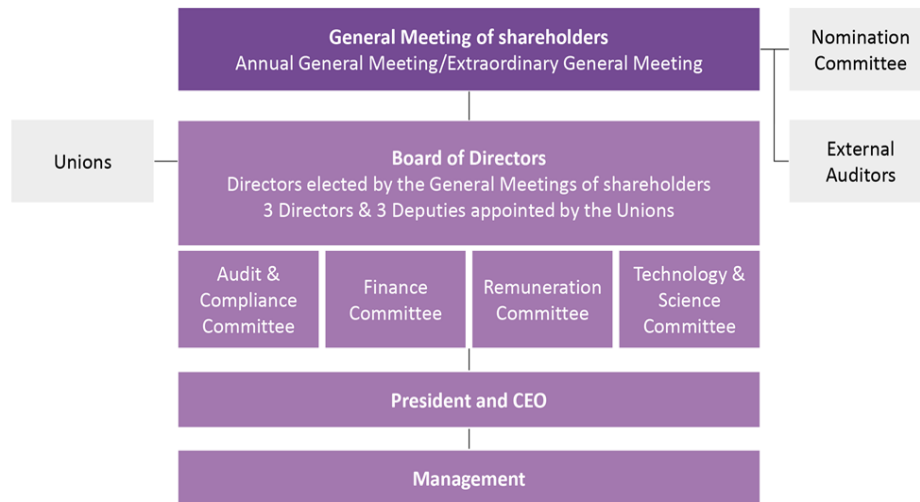 General Meeting of shareholders
Annual General Meeting/Extraordinary General Meeting
Nomination
Committee
External
Auditors
Unions
Board of Directors
Directors elected by the General Meetings of shareholders
3 Directors & 3 Deputies appointed by the Unions
Audit &
Compliance
Committee
Finance
Committee
Remuneration
Committee
Technology &
Science
Committee
President and CEO
Management